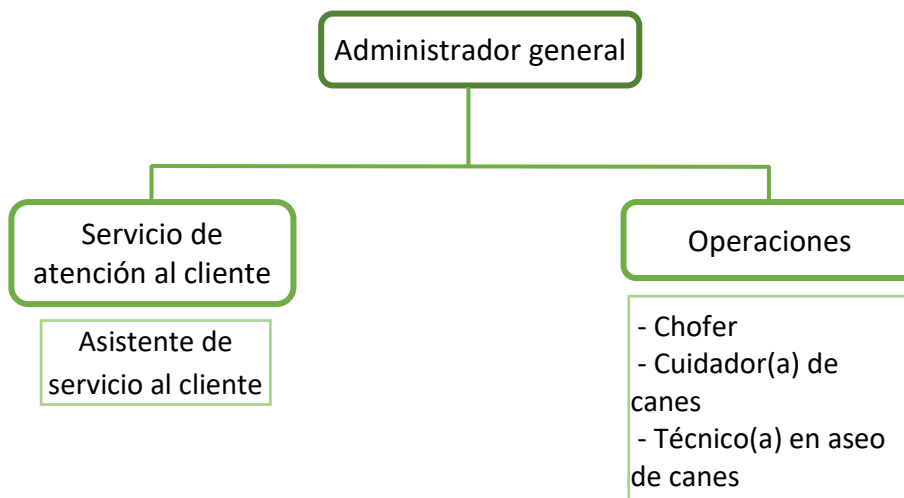 Administrador general
Servicio de
atención al cliente
Operaciones
Asistente de
servicio al cliente
- Chofer
- Cuidador(a) de
canes
- Técnico(a) en aseo
de canes